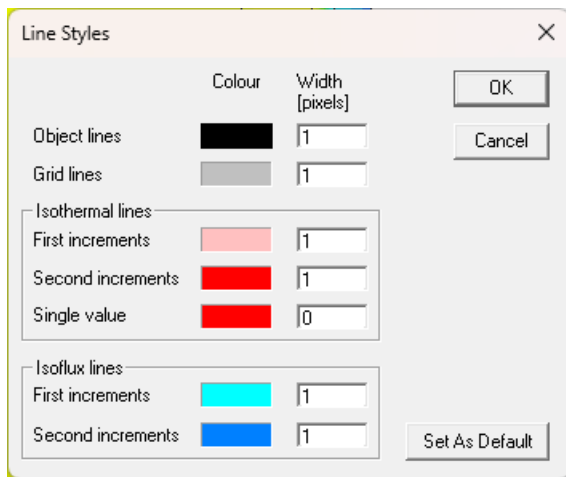 Line Styles
Colour Width [pixels]
OK
Object lines 1
Cancel
Grid lines 1
Isothermal lines
First increments 1
Second increments 1
Single value 0
Isoflux lines
First increments 1
Second increments 1
Set As Default